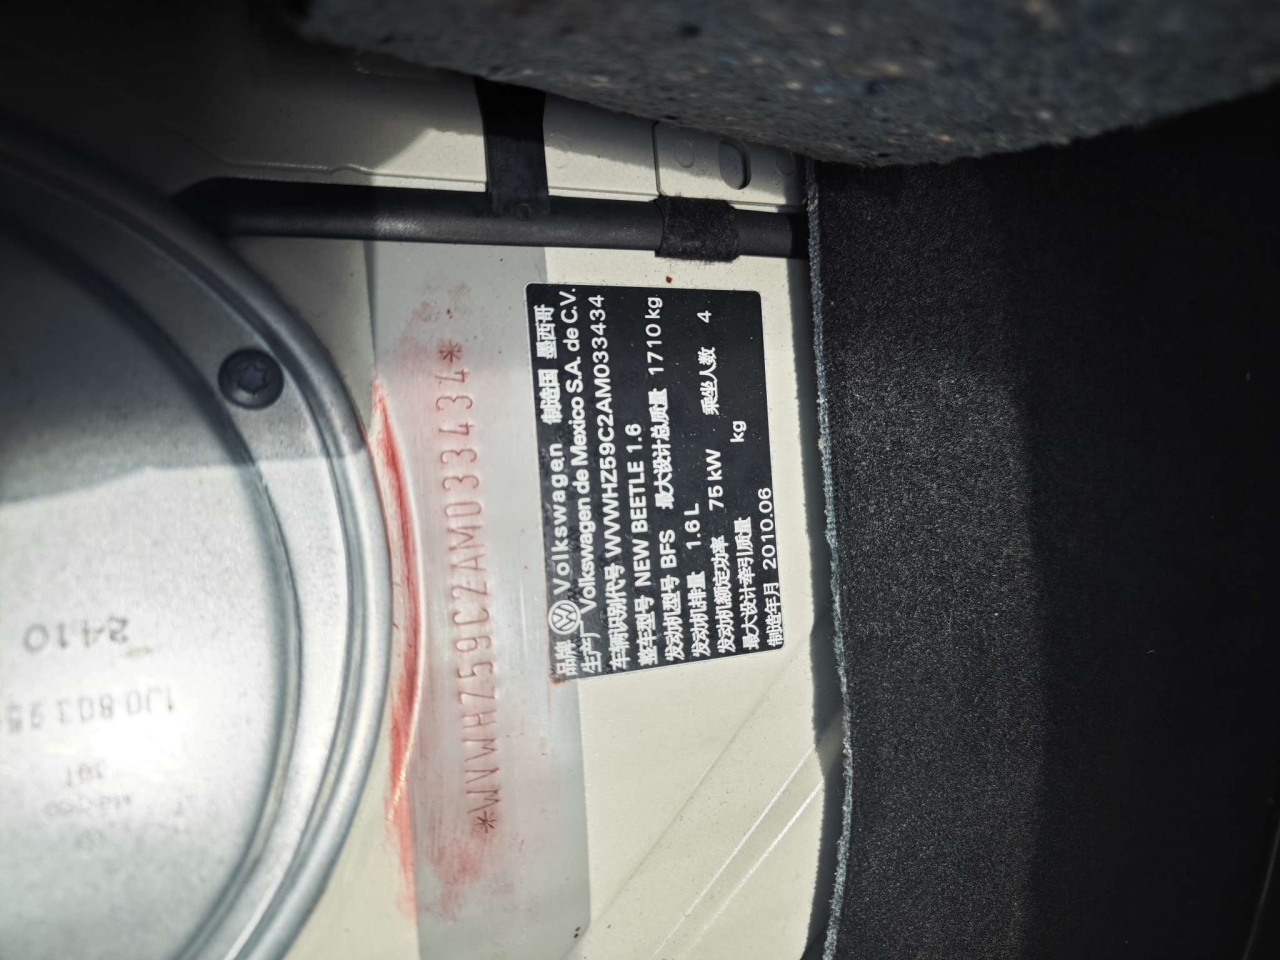 品牌 Volkswagen 制造国 墨西哥
生产厂 Volkswagen de Mexico S.A. de C.V.
车辆识别代号 WVWHZ59C2AM033434
整车型号 NEW BEETLE 1.6
发动机型号 BFS 最大设计总质量 1710 kg
发动机排量 1.6 L
发动机额定功率 75 kW 乘坐人数 4
最大设计牵引质量 kg
制造年月 2010.06
*WVWHZ59C2AM033434*
2410
1J0 803 95